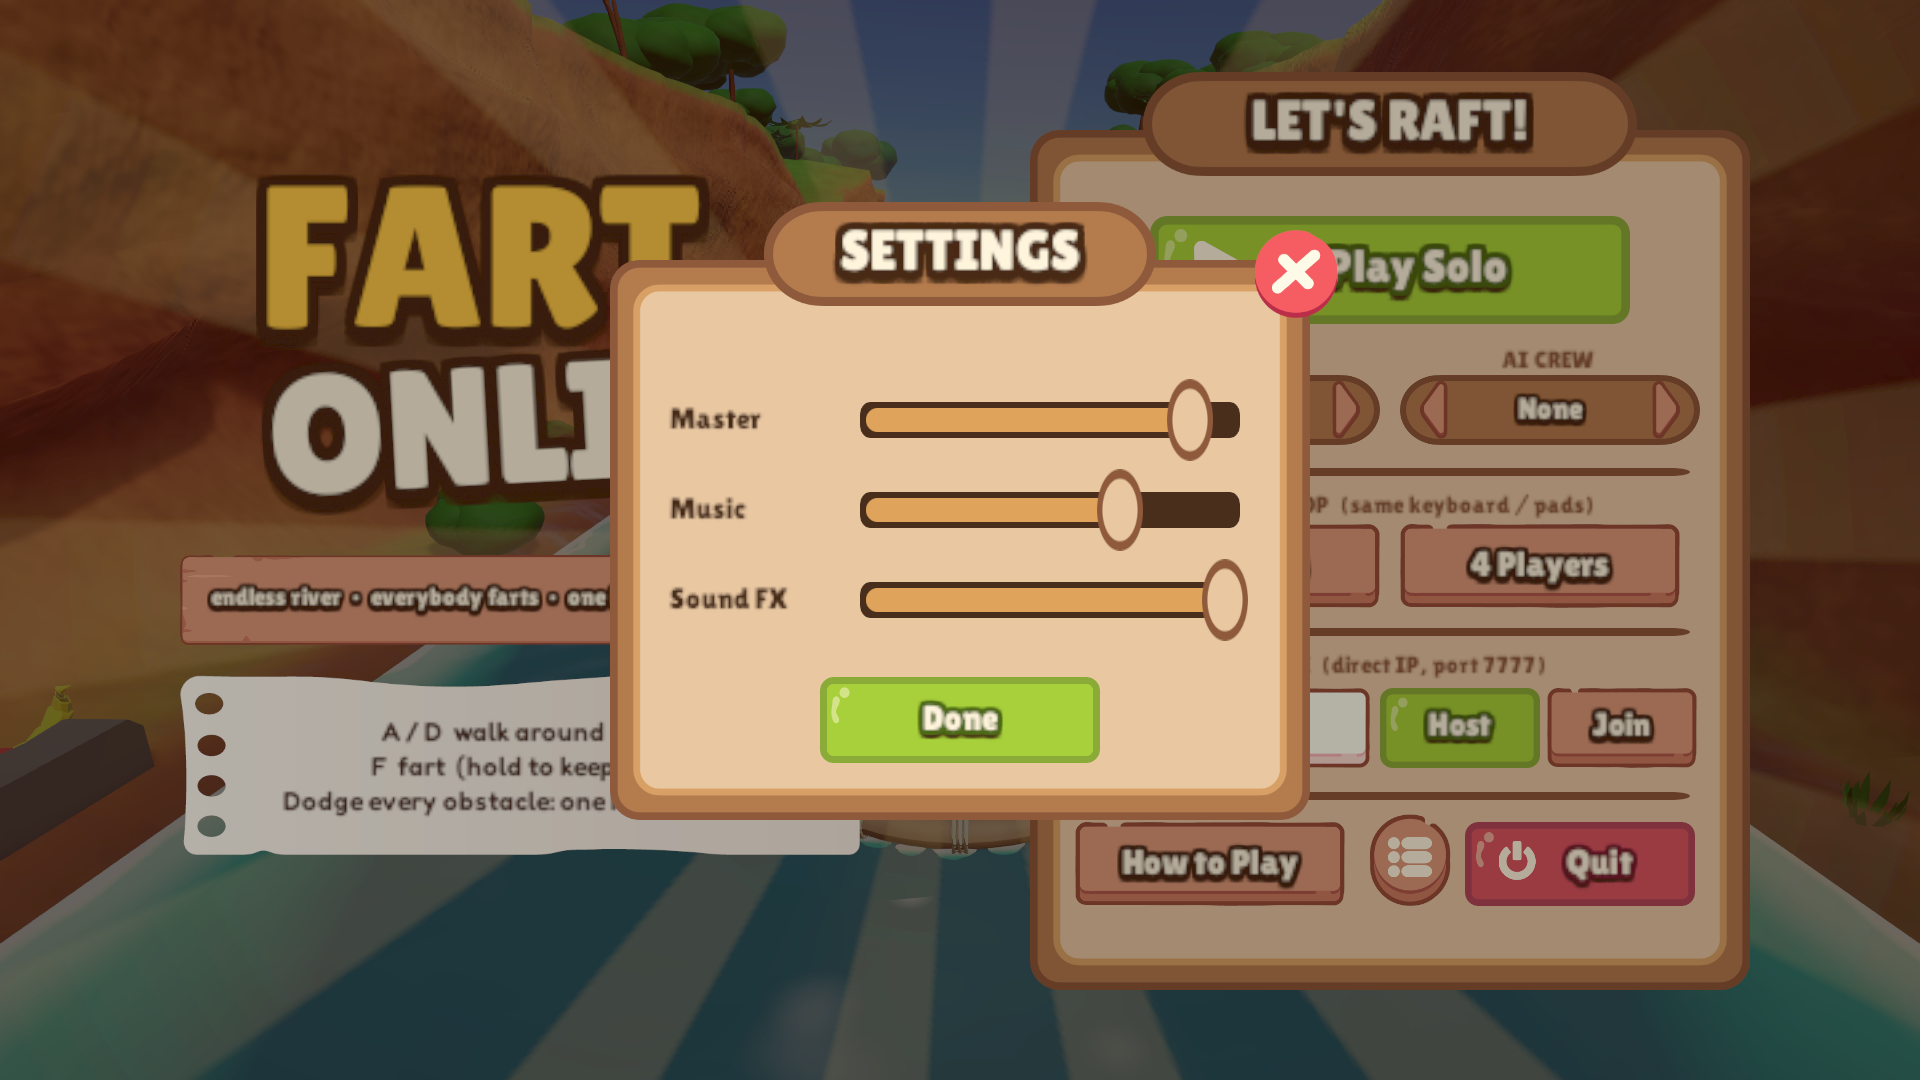 FART
ONLI
endless river • everybody farts • one
A / D walk around
F fart (hold to keep
Dodge every obstacle: one
SETTINGS
Master
Music
Sound FX
Done
LET'S RAFT!
Play Solo
AI CREW
None
(same keyboard / pads)
4 Players
(direct IP, port 7777)
Host
Join
How to Play
Quit